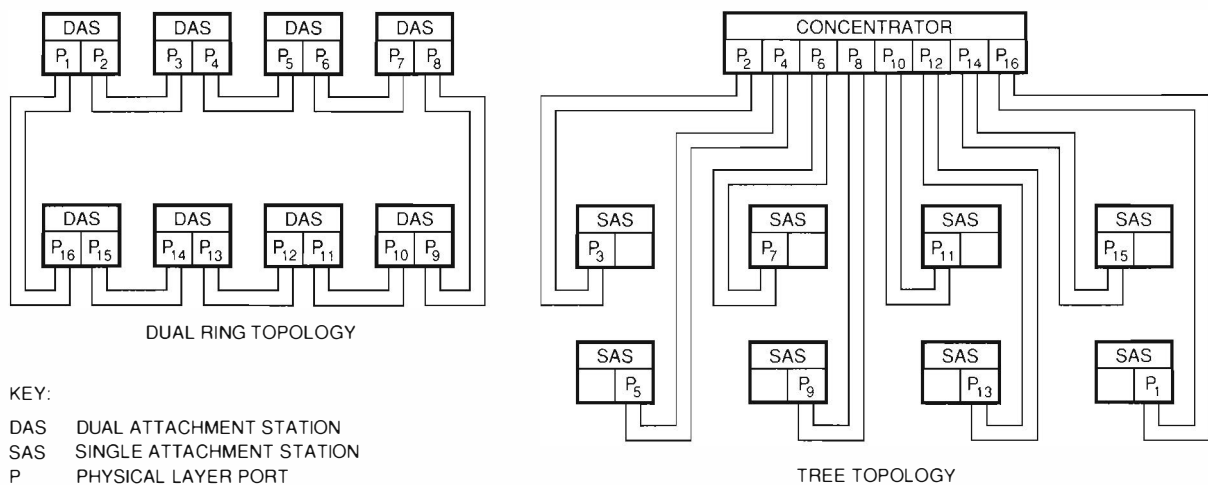 DAS DAS DAS DAS
P1 P2 P3 P4 P5 P6 P7 P8
DAS DAS DAS DAS
P16 P15 P14 P13 P12 P11 P10 P9
DUAL RING TOPOLOGY
KEY:
DAS DUAL ATTACHMENT STATION
SAS SINGLE ATTACHMENT STATION
P PHYSICAL LAYER PORT
CONCENTRATOR
P2 P4 P6 P8 P10 P12 P14 P16
SAS SAS SAS SAS
P3 P7 P11 P15
SAS SAS SAS SAS
P5 P9 P13 P1
TREE TOPOLOGY